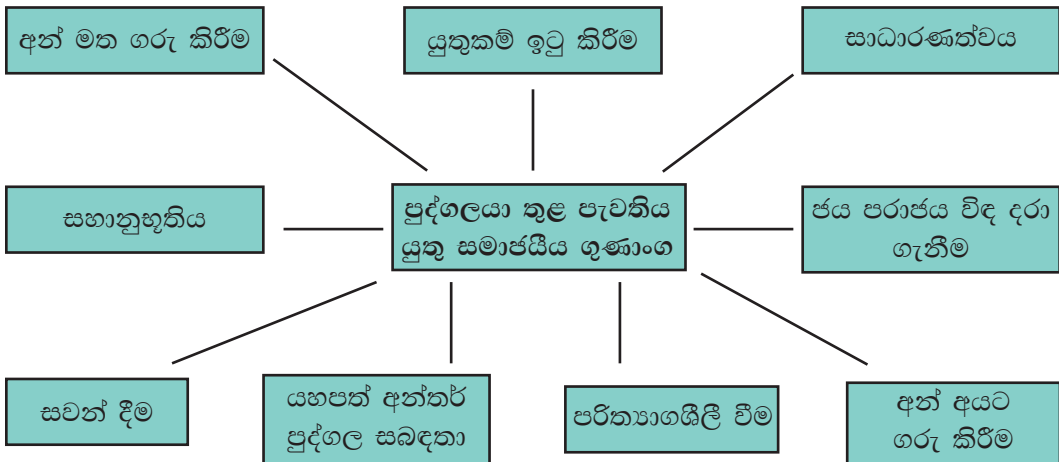 අන් මත ගරු කිරීම
යුතුකම් ඉටු කිරීම
සාධාරණත්වය
සහානුභූතිය
පුද්ගලයා තුළ පැවතිය
යුතු සමාජයීය ගුණාංග
ජය පරාජය විඳ දරා
ගැනීම
සවන් දීම
යහපත් අන්තර්
පුද්ගල සබඳතා
පරිත්‍යාගශීලී වීම
අන් අයට
ගරු කිරීම